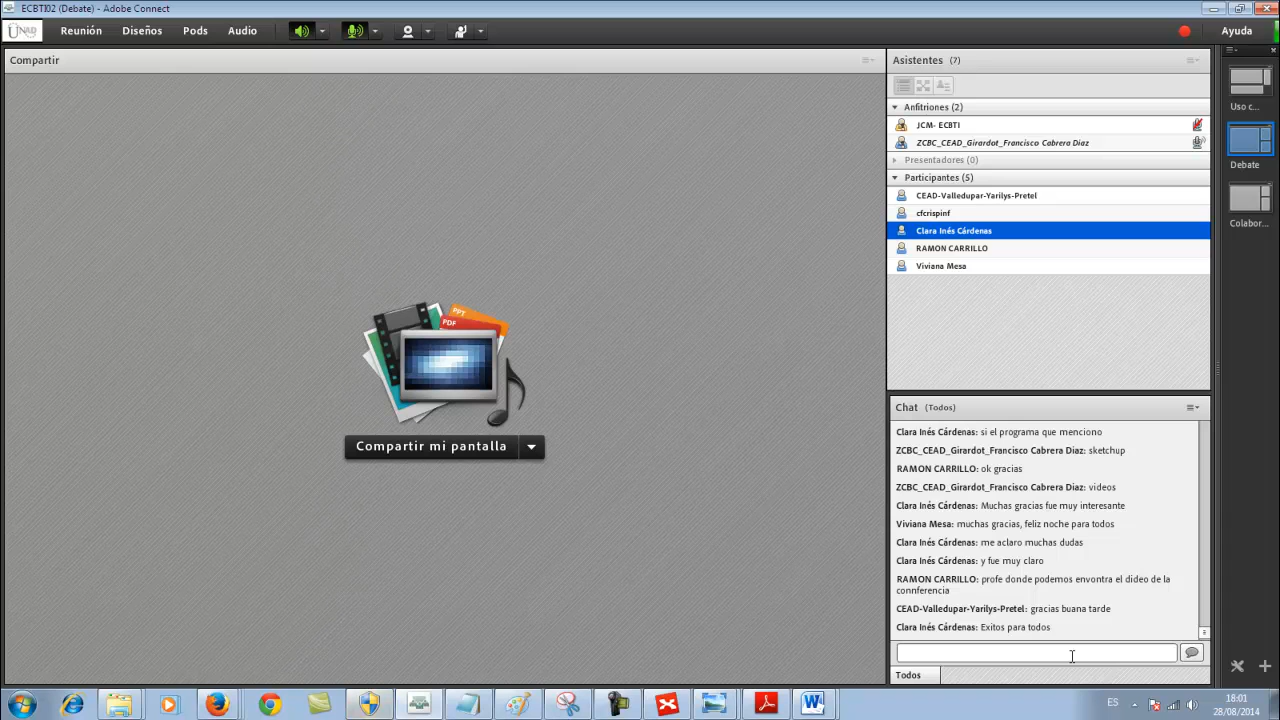 ECBTI02 (Debate) - Adobe Connect
UNAD
Reunión Diseños Pods Audio
Ayuda
Compartir
PPT
PDF
Compartir mi pantalla
Asistentes (7)
Anfitriones (2)
JCM- ECBTI
ZCBC_CEAD_Girardot_Francisco Cabrera Diaz
Presentadores (0)
Participantes (5)
CEAD-Valledupar-Yarilys-Pretel
cfcrispinf
Clara Inés Cárdenas
RAMON CARRILLO
Viviana Mesa
Chat (Todos)
Clara Inés Cárdenas: si el programa que menciono
ZCBC_CEAD_Girardot_Francisco Cabrera Diaz: sketchup
RAMON CARRILLO: ok gracias
ZCBC_CEAD_Girardot_Francisco Cabrera Diaz: videos
Clara Inés Cárdenas: Muchas gracias fue muy interesante
Viviana Mesa: muchas gracias, feliz noche para todos
Clara Inés Cárdenas: me aclaro muchas dudas
Clara Inés Cárdenas: y fue muy claro
RAMON CARRILLO: profe donde podemos envontra el dideo de la
connferencia
CEAD-Valledupar-Yarilys-Pretel: gracias buana tarde
Clara Inés Cárdenas: Exitos para todos
Todos
Uso c...
Debate
Colabor...
ES
18:01
28/08/2014